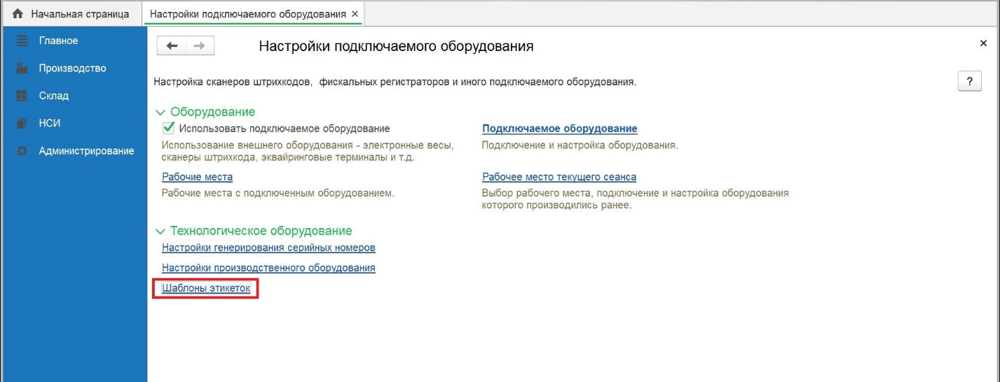 Начальная страница
Настройки подключаемого оборудования ×
Главное
Производство
Склад
НСИ
Администрирование
Настройки подключаемого оборудования
×
Настройка сканеров штрихкодов, фискальных регистраторов и иного подключаемого оборудования.
?
Оборудование
Использовать подключаемое оборудование
Использование внешнего оборудования - электронные весы,
сканеры штрихкода, эквайринговые терминалы и т.д.
Подключаемое оборудование
Подключение и настройка оборудования.
Рабочие места
Рабочие места с подключенным оборудованием.
Рабочее место текущего сеанса
Выбор рабочего места, подключение и настройка оборудования
которого производились ранее.
Технологическое оборудование
Настройки генерирования серийных номеров
Настройки производственного оборудования
Шаблоны этикеток